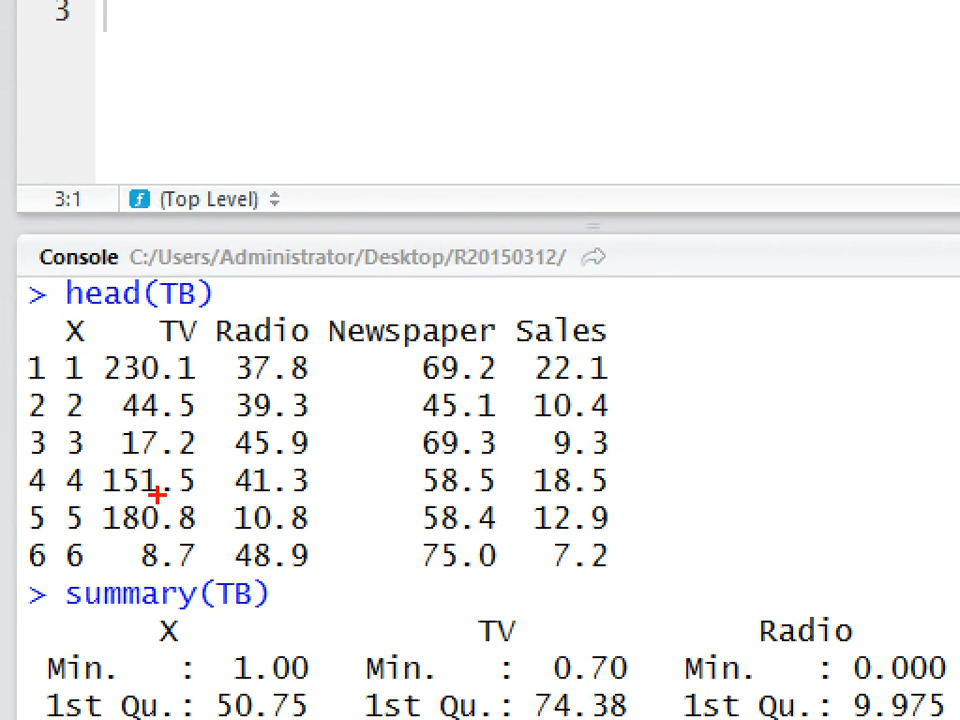 3
3:1 (Top Level)
Console C:/Users/Administrator/Desktop/R20150312/
> head(TB)
X TV Radio Newspaper Sales
1 1 230.1 37.8 69.2 22.1
2 2 44.5 39.3 45.1 10.4
3 3 17.2 45.9 69.3 9.3
4 4 151.5 41.3 58.5 18.5
5 5 180.8 10.8 58.4 12.9
6 6 8.7 48.9 75.0 7.2
> summary(TB)
X TV Radio
Min. : 1.00 Min. : 0.70 Min. : 0.000
1st Qu.: 50.75 1st Qu.: 74.38 1st Qu.: 9.975